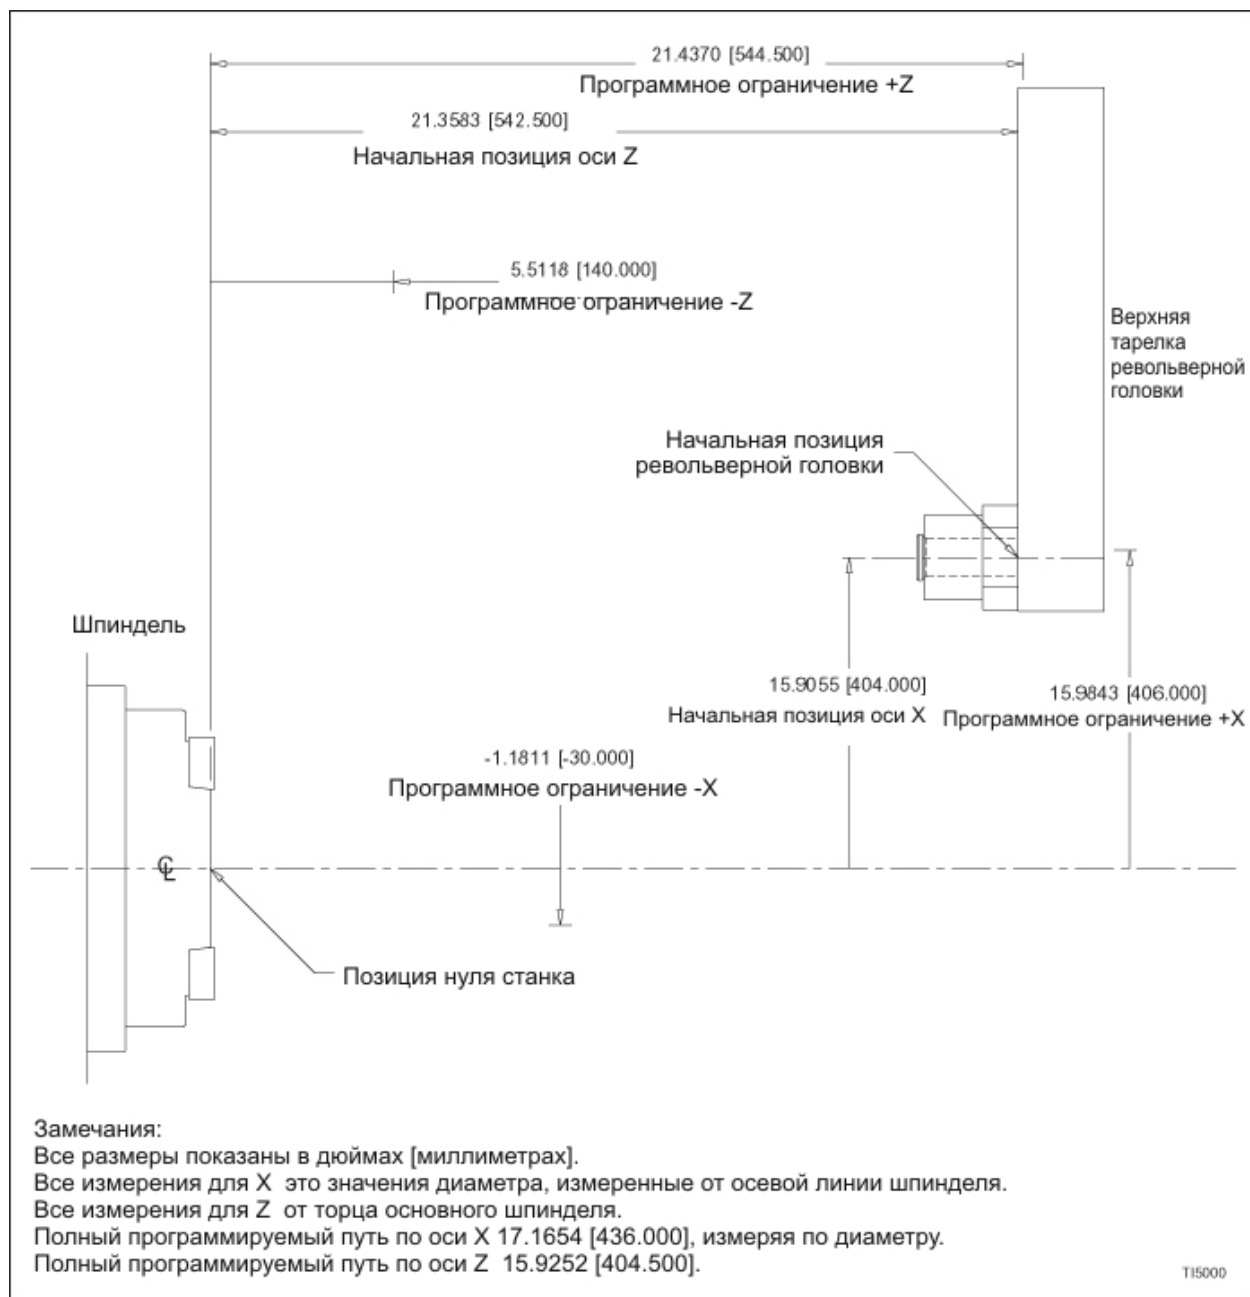 21.4370 [544.500]
Программное ограничение +Z
21.3583 [542.500]
Начальная позиция оси Z
5.5118 [140.000]
Программное ограничение -Z
Верхняя
тарелка
револьверной
головки
Начальная позиция
револьверной головки
Шпиндель
15.9055 [404.000]
Начальная позиция оси X
15.9843 [406.000]
Программное ограничение +X
-1.1811 [-30.000]
Программное ограничение -X
℄
Позиция нуля станка
Замечания:
Все размеры показаны в дюймах [миллиметрах].
Все измерения для X это значения диаметра, измеренные от осевой линии шпинделя.
Все измерения для Z от торца основного шпинделя.
Полный программируемый путь по оси X 17.1654 [436.000], измеряя по диаметру.
Полный программируемый путь по оси Z 15.9252 [404.500].
TI5000